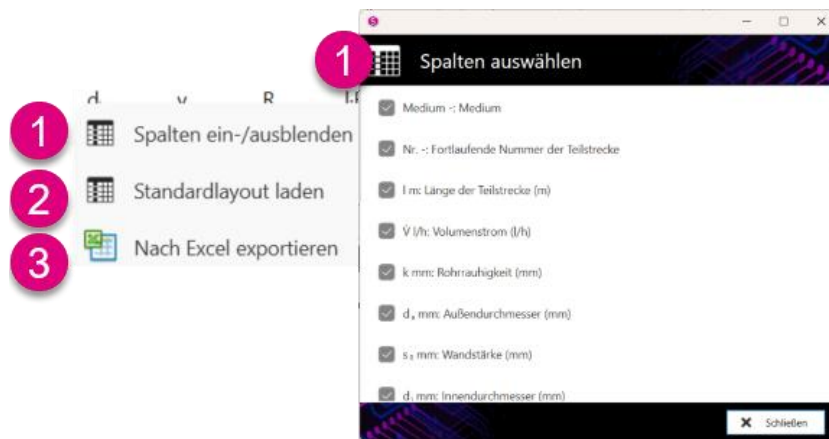 S
1 Spalten auswählen
d v R
1 Spalten ein-/ausblenden
2 Standardlayout laden
3 Nach Excel exportieren
Medium -: Medium
Nr. -: Fortlaufende Nummer der Teilstrecke
l m: Länge der Teilstrecke (m)
V̇ l/h: Volumenstrom (l/h)
k mm: Rohrrauhigkeit (mm)
dₐ mm: Außendurchmesser (mm)
s₀ mm: Wandstärke (mm)
dᵢ mm: Innendurchmesser (mm)
Schließen